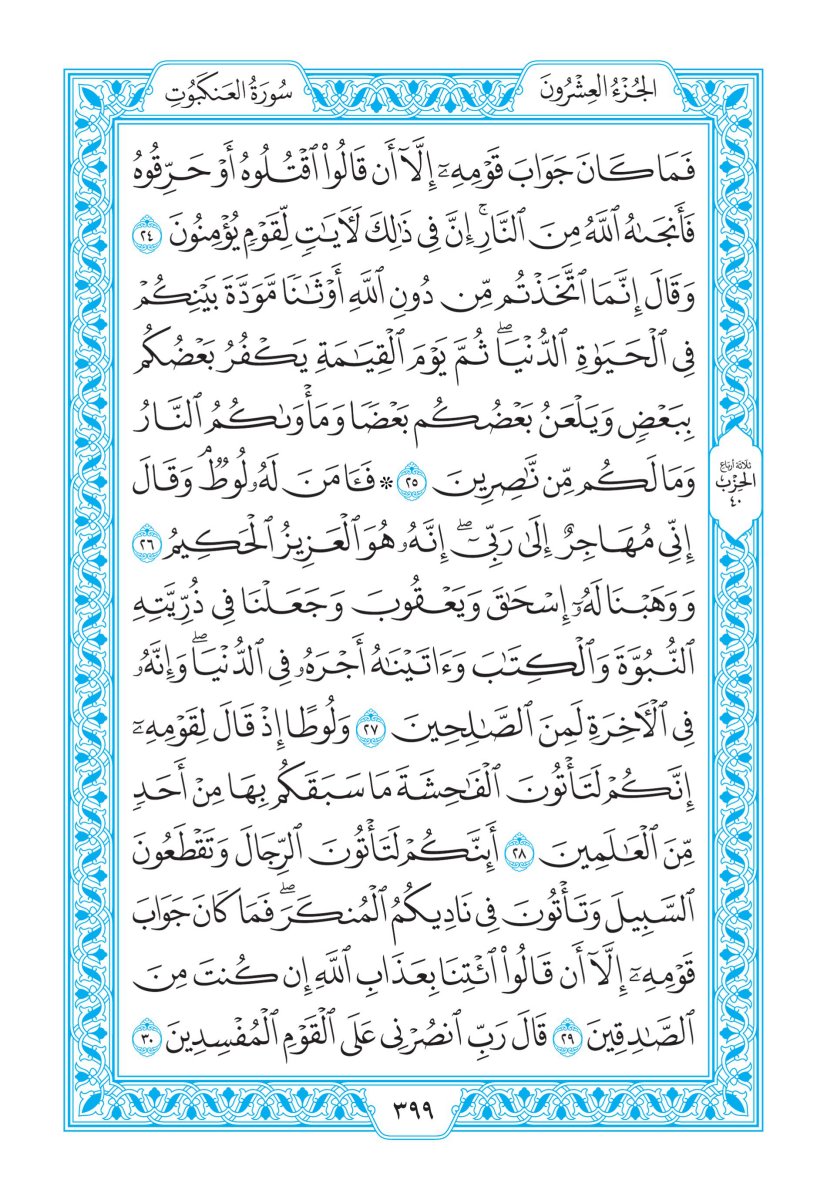 الجُزْءُ العِشْرُونَ
سُورَةُ العَنكَبُوتِ
فَمَا كَانَ جَوَابَ قَوْمِهِۦٓ إِلَّآ أَن قَالُوا۟ ٱقْتُلُوهُ أَوْ حَرِّقُوهُ
فَأَنجَىٰهُ ٱللَّهُ مِنَ ٱلنَّارِ ۚ إِنَّ فِى ذَٰلِكَ لَـَٔايَـٰتٍ لِّقَوْمٍ يُؤْمِنُونَ ٢٤
وَقَالَ إِنَّمَا ٱتَّخَذْتُم مِّن دُونِ ٱللَّهِ أَوْثَـٰنًا مَّوَدَّةَ بَيْنِكُمْ
فِى ٱلْحَيَوٰةِ ٱلدُّنْيَا ۖ ثُمَّ يَوْمَ ٱلْقِيَـٰمَةِ يَكْفُرُ بَعْضُكُم
بِبَعْضٍ وَيَلْعَنُ بَعْضُكُم بَعْضًا وَمَأْوَىٰكُمُ ٱلنَّارُ
وَمَا لَكُم مِّن نَّـٰصِرِينَ ٢٥ ۞ فَـَٔامَنَ لَهُۥ لُوطٌ ۘ وَقَالَ
إِنِّى مُهَاجِرٌ إِلَىٰ رَبِّىٓ ۖ إِنَّهُۥ هُوَ ٱلْعَزِيزُ ٱلْحَكِيمُ ٢٦
وَوَهَبْنَا لَهُۥٓ إِسْحَـٰقَ وَيَعْقُوبَ وَجَعَلْنَا فِى ذُرِّيَّتِهِ
ٱلنُّبُوَّةَ وَٱلْكِتَـٰبَ وَءَاتَيْنَـٰهُ أَجْرَهُۥ فِى ٱلدُّنْيَا ۖ وَإِنَّهُۥ
فِى ٱلْـَٔاخِرَةِ لَمِنَ ٱلصَّـٰلِحِينَ ٢٧ وَلُوطًا إِذْ قَالَ لِقَوْمِهِۦٓ
إِنَّكُمْ لَتَأْتُونَ ٱلْفَـٰحِشَةَ مَا سَبَقَكُم بِهَا مِنْ أَحَدٍ
مِّنَ ٱلْعَـٰلَمِينَ ٢٨ أَئِنَّكُمْ لَتَأْتُونَ ٱلرِّجَالَ وَتَقْطَعُونَ
ٱلسَّبِيلَ وَتَأْتُونَ فِى نَادِيكُمُ ٱلْمُنكَرَ ۖ فَمَا كَانَ جَوَابَ
قَوْمِهِۦٓ إِلَّآ أَن قَالُوا۟ ٱئْتِنَا بِعَذَابِ ٱللَّهِ إِن كُنتَ مِنَ
ٱلصَّـٰدِقِينَ ٢٩ قَالَ رَبِّ ٱنصُرْنِى عَلَى ٱلْقَوْمِ ٱلْمُفْسِدِينَ ٣٠
ثلاثة أرباع
الحِزْب
٤٠
٣٩٩